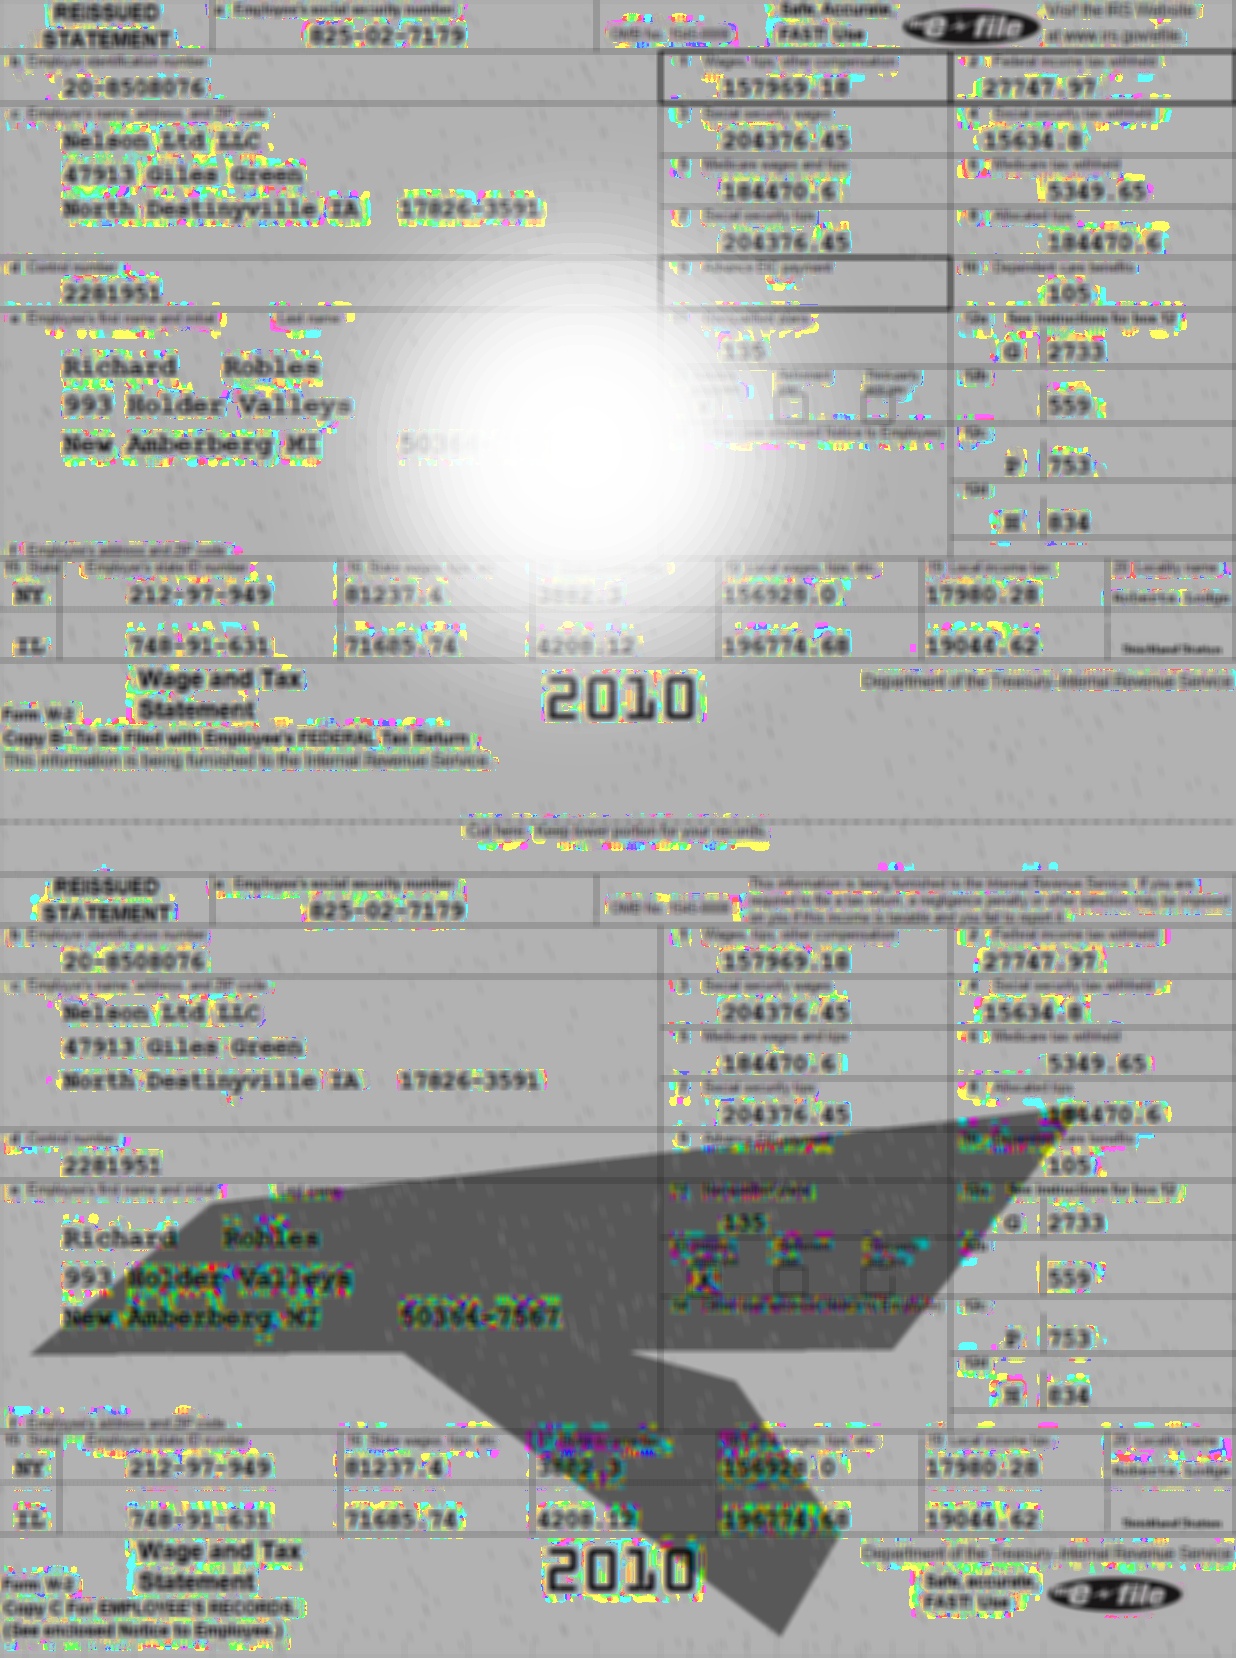 REISSUED STATEMENT
a Employee's social security number
825-02-7179
OMB No. 1545-0008
Safe, Accurate, FAST! Use
e-file
Visit the IRS Website at www.irs.gov/efile
b Employer identification number
20-8508076
1 Wages, tips, other compensation
157969.18
2 Federal income tax withheld
27747.97
c Employer's name, address, and ZIP code
Nelson Ltd LLC
47913 Giles Green
North Destinyville IA 17826-3591
3 Social security wages
204376.45
4 Social security tax withheld
15634.8
5 Medicare wages and tips
184470.6
6 Medicare tax withheld
5349.65
7 Social security tips
204376.45
8 Allocated tips
184470.6
d Control number
2281951
9 Advance EIC payment
10 Dependent care benefits
105
e Employee's first name and initial Last name
Richard Robles
993 Holder Valleys
New Amberberg MI
135
12a See instructions for box 12
G 2733
12b
559
12c
P 753
12d
H 834
f Employee's address and ZIP code
15 State Employer's state ID number
16 State wages, tips, etc.
18 Local wages, tips, etc.
19 Local income tax
20 Locality name
NY 212-97-949 81237.4 3882.3 156928.0 17980.28 Roberts Lodge
IL 748-91-631 71685.74 4208.12 196774.68 19044.62
Wage and Tax Statement
Form W-2
2010
Department of the Treasury-Internal Revenue Service
Copy B-To Be Filed with Employee's FEDERAL Tax Return
This information is being furnished to the Internal Revenue Service.
Cut here. Keep lower portion for your records.
REISSUED STATEMENT
a Employee's social security number
825-02-7179
OMB No. 1545-0008
This information is being furnished to the Internal Revenue Service. If you are
required to file a tax return, a negligence penalty or other sanction may be imposed
on you if this income is taxable and you fail to report it.
b Employer identification number
20-8508076
1 Wages, tips, other compensation
157969.18
2 Federal income tax withheld
27747.97
c Employer's name, address, and ZIP code
Nelson Ltd LLC
47913 Giles Green
North Destinyville IA 17826-3591
3 Social security wages
204376.45
4 Social security tax withheld
15634.8
5 Medicare wages and tips
184470.6
6 Medicare tax withheld
5349.65
7 Social security tips
204376.45
8 Allocated tips
184470.6
d Control number
2281951
9 Advance EIC payment
10 Dependent care benefits
105
e Employee's first name and initial Last name
Richard Robles
993 Holder Valleys
New Amberberg MI 50364-7567
11 Nonqualified plans
135
12a See instructions for box 12
G 2733
559
P 753
12d
H 834
X
14 Other
f Employee's address and ZIP code
15 State Employer's state ID number
16 State wages, tips, etc.
18 Local wages, tips, etc.
19 Local income tax
20 Locality name
NY 212-97-949 81237.4 3882.3 156928.0 17980.28 Roberts Lodge
IL 748-91-631 71685.74 4208.12 196774.68 19044.62
Wage and Tax Statement
Form W-2
2010
Department of the Treasury-Internal Revenue Service
Copy C For EMPLOYEE'S RECORDS
(See enclosed Notice to Employee.)
Safe, accurate, FAST! Use
e-file